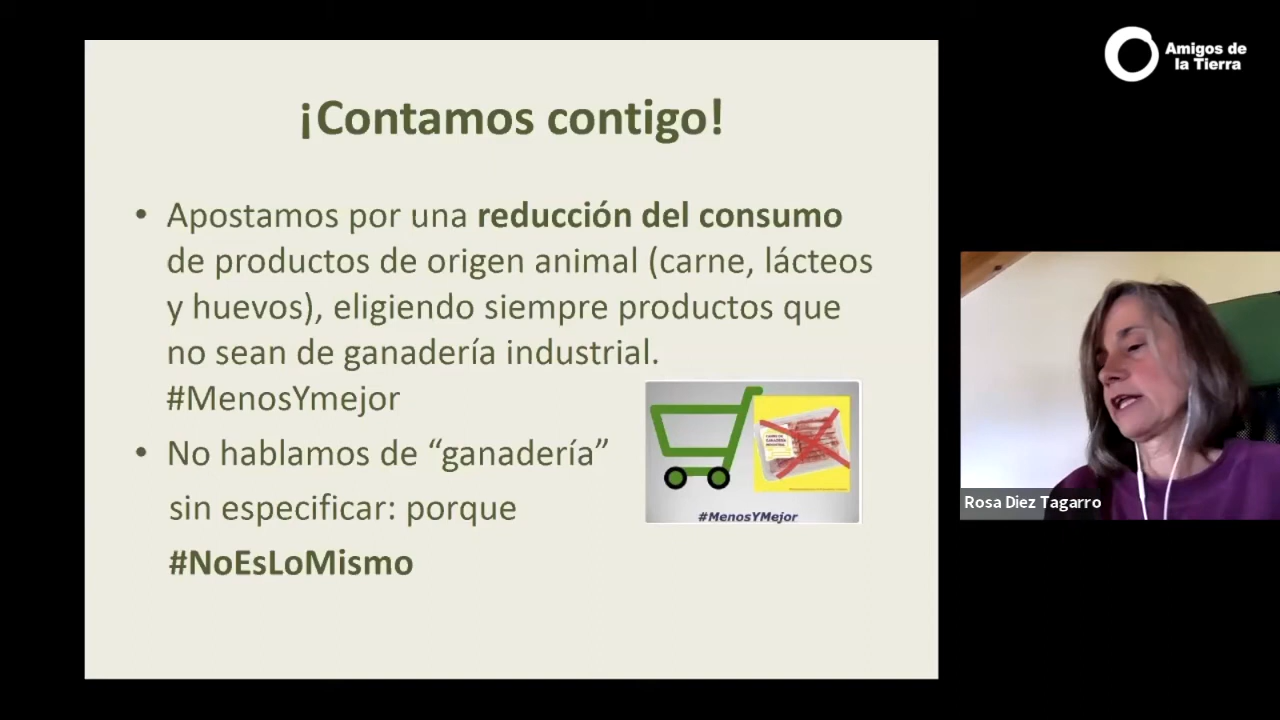 Amigos de
la Tierra
¡Contamos contigo!
• Apostamos por una reducción del consumo
de productos de origen animal (carne, lácteos
y huevos), eligiendo siempre productos que
no sean de ganadería industrial.
#MenosYmejor
• No hablamos de “ganadería”
sin especificar: porque
#NoEsLoMismo
#MenosYMejor
Rosa Diez Tagarro